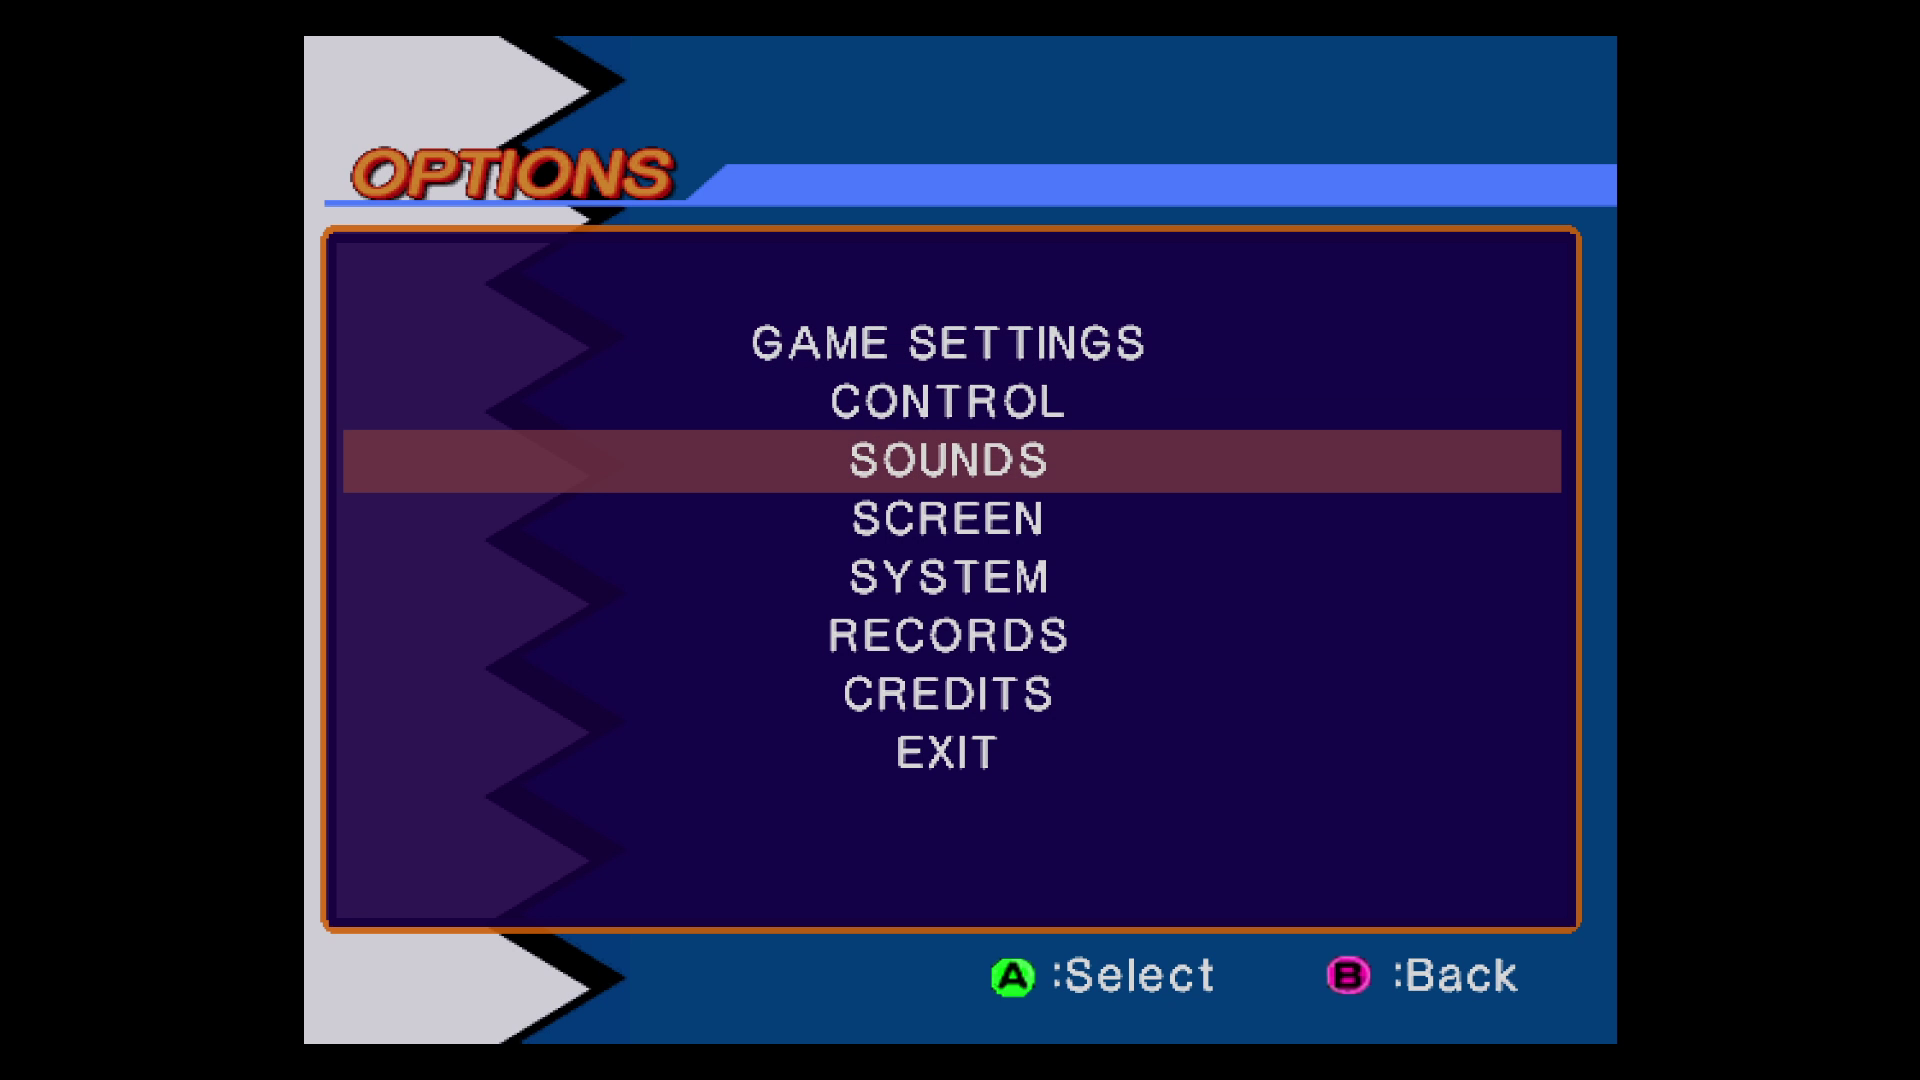 OPTIONS
GAME SETTINGS
CONTROL
SOUNDS
SCREEN
SYSTEM
RECORDS
CREDITS
EXIT
A :Select B :Back